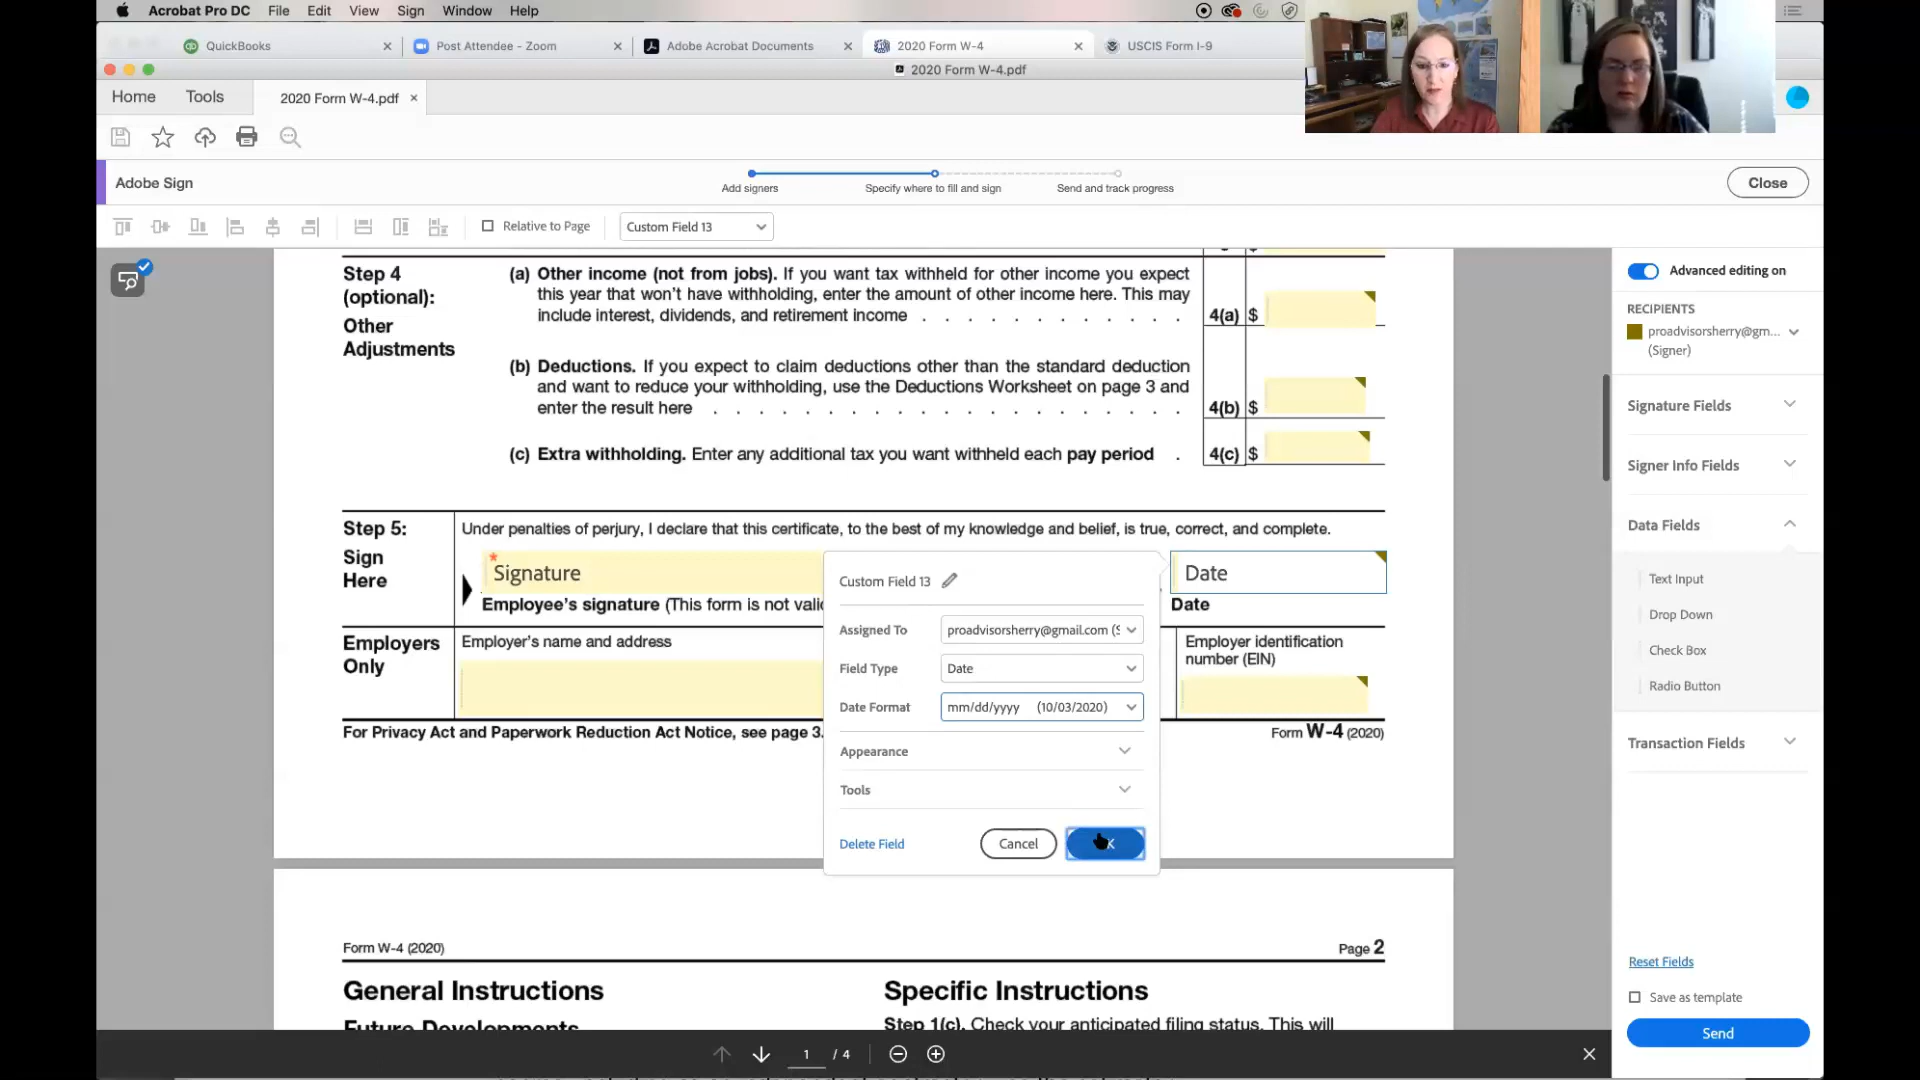 Acrobat Pro DC File Edit View Sign Window Help
QuickBooks
Post Attendee - Zoom
Adobe Acrobat Documents
2020 Form W-4
USCIS Form I-9
2020 Form W-4.pdf
Home Tools 2020 Form W-4.pdf
Adobe Sign
Add signers
Specify where to fill and sign
Send and track progress
Close
Relative to Page
Custom Field 13
Step 4
(optional):
Other
Adjustments
(a) Other income (not from jobs). If you want tax withheld for other income you expect
this year that won't have withholding, enter the amount of other income here. This may
include interest, dividends, and retirement income . . . . . . . . . . . .
4(a) $
(b) Deductions. If you expect to claim deductions other than the standard deduction
and want to reduce your withholding, use the Deductions Worksheet on page 3 and
enter the result here . . . . . . . . . . . . . . . . . . .
4(b) $
(c) Extra withholding. Enter any additional tax you want withheld each pay period .
4(c) $
Step 5:
Sign
Here
Under penalties of perjury, I declare that this certificate, to the best of my knowledge and belief, is true, correct, and complete.
* Signature
Employee's signature (This form is not
Date
Date
Employers
Only
Employer's name and address
Employer identification
number (EIN)
For Privacy Act and Paperwork Reduction Act Notice, see page 3.
Form W-4 (2020)
Custom Field 13
Assigned To
proadvisorsherry@gmail.com (S
Field Type
Date
Date Format
mm/dd/yyyy (10/03/2020)
Appearance
Tools
Delete Field
Cancel
Form W-4 (2020)
Page 2
General Instructions
Specific Instructions
Future Developments
Step 1(c). Check your anticipated filing status. This will
1 / 4
Advanced editing on
RECIPIENTS
proadvisorsherry@gm...
(Signer)
Signature Fields
Signer Info Fields
Data Fields
Text Input
Drop Down
Check Box
Radio Button
Transaction Fields
Reset Fields
Save as template
Send